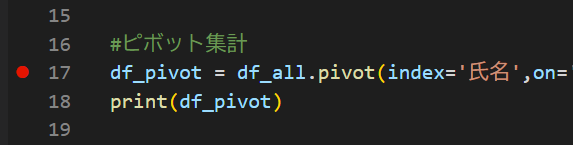 15
16 #ピボット集計
17 df_pivot = df_all.pivot(index='氏名',on='
18 print(df_pivot)
19